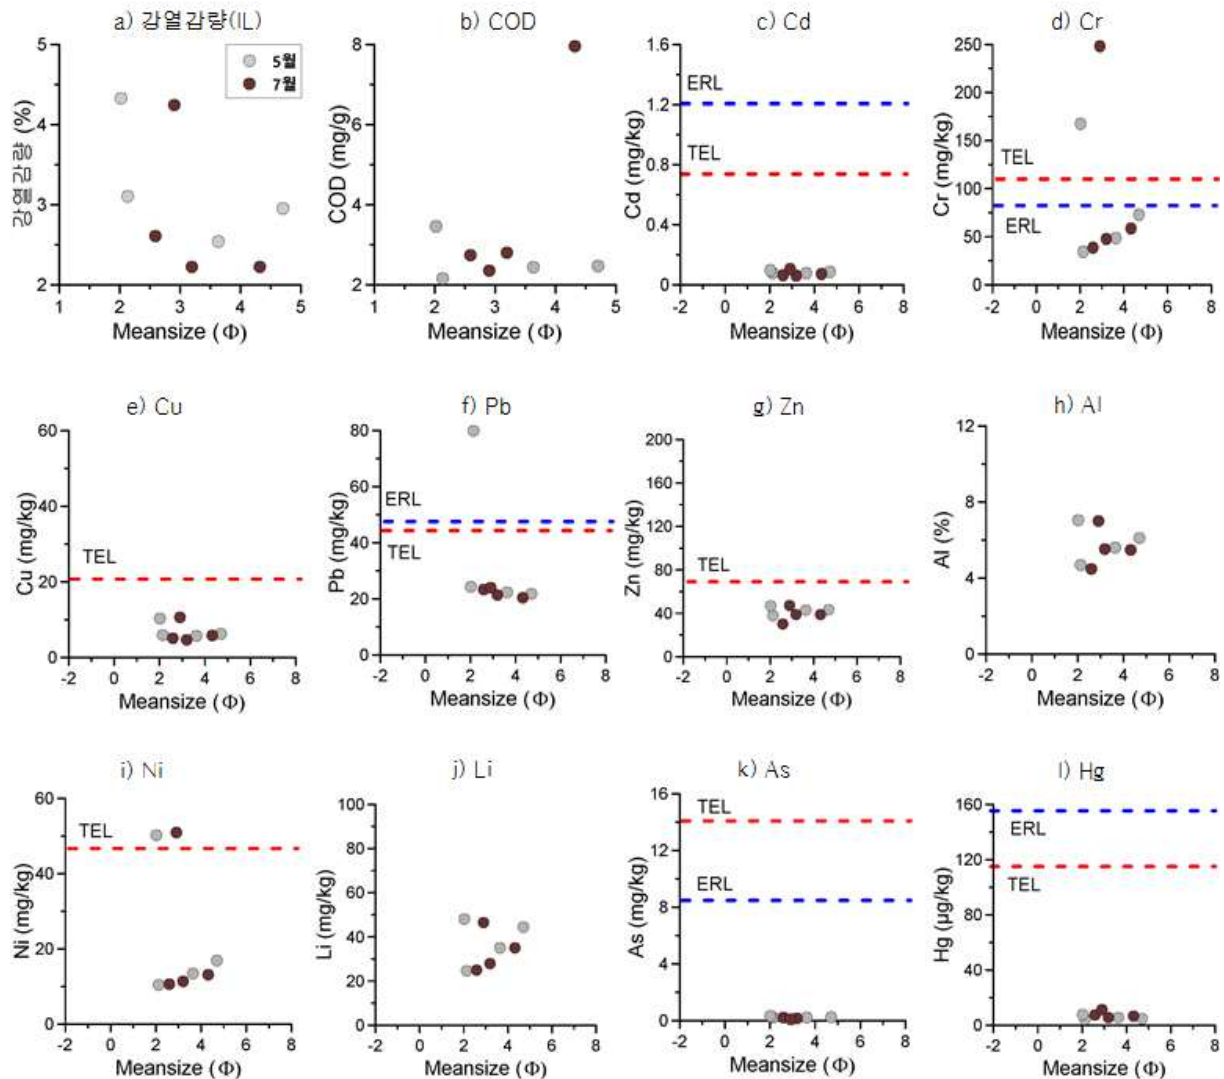 a) 강열감량(IL)
5
4
3
2
강열감량 (%)
5월
7월
1 2 3 4 5
Meansize (Φ)
b) COD
8
6
4
2
COD (mg/g)
1 2 3 4 5
Meansize (Φ)
c) Cd
1.6
1.2
0.8
0.4
0
Cd (mg/kg)
ERL
TEL
-2 0 2 4 6 8
Meansize (Φ)
d) Cr
250
200
150
100
50
0
Cr (mg/kg)
TEL
ERL
-2 0 2 4 6 8
Meansize (Φ)
e) Cu
60
40
20
0
Cu (mg/kg)
TEL
-2 0 2 4 6 8
Meansize (Φ)
f) Pb
80
60
40
20
0
Pb (mg/kg)
ERL
TEL
-2 0 2 4 6 8
Meansize (Φ)
g) Zn
200
160
120
80
40
0
Zn (mg/kg)
TEL
-2 0 2 4 6 8
Meansize (Φ)
h) Al
12
8
4
0
Al (%)
-2 0 2 4 6 8
Meansize (Φ)
i) Ni
60
40
20
0
Ni (mg/kg)
TEL
-2 0 2 4 6 8
Meansize (Φ)
j) Li
100
80
60
40
20
0
Li (mg/kg)
-2 0 2 4 6 8
Meansize (Φ)
k) As
16
12
8
4
0
As (mg/kg)
TEL
ERL
-2 0 2 4 6 8
Meansize (Φ)
l) Hg
160
120
80
40
0
Hg (µg/kg)
ERL
TEL
-2 0 2 4 6 8
Meansize (Φ)